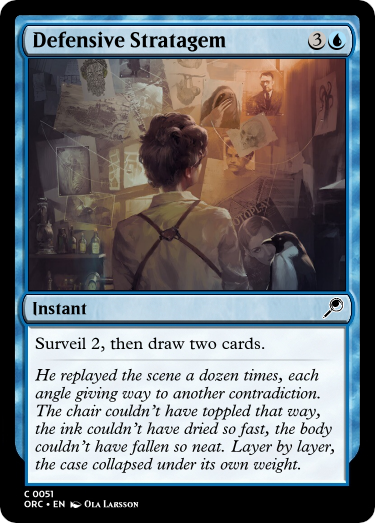 Defensive Stratagem 3
Instant
Surveil 2, then draw two cards.
He replayed the scene a dozen times, each
angle giving way to another contradiction.
The chair couldn't have toppled that way,
the ink couldn't have dried so fast, the body
couldn't have fallen so neat. Layer by layer,
the case collapsed under its own weight.
C 0051
ORC • EN Ola Larsson